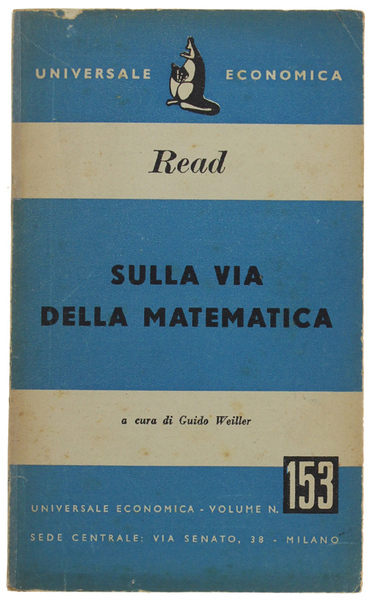 UNIVERSALE ECONOMICA
Read
SULLA VIA
DELLA MATEMATICA
a cura di Guido Weiller
UNIVERSALE ECONOMICA - VOLUME N. 153
SEDE CENTRALE: VIA SENATO, 38 - MILANO